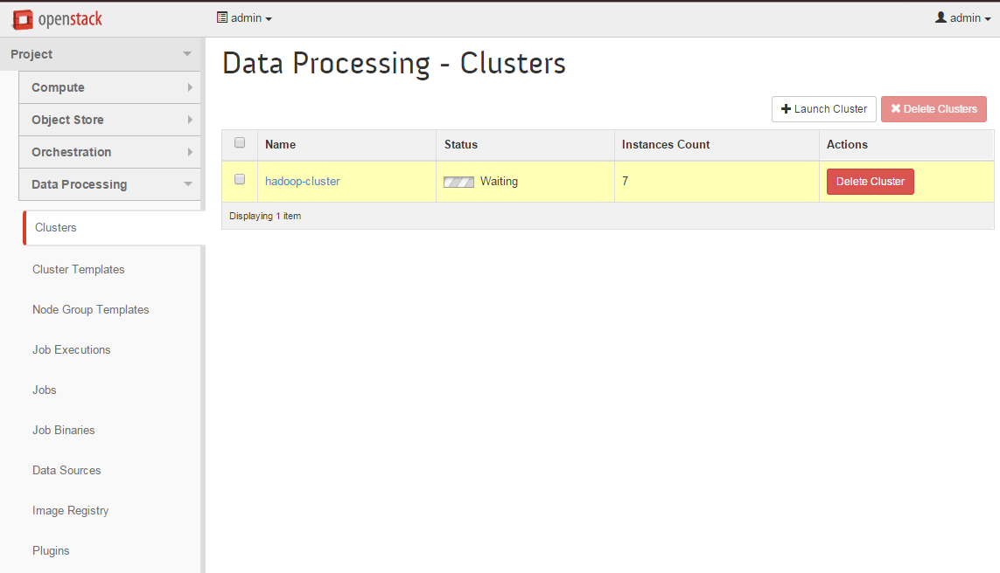 openstack
admin
admin
Project
Compute
Object Store
Orchestration
Data Processing
Clusters
Cluster Templates
Node Group Templates
Job Executions
Jobs
Job Binaries
Data Sources
Image Registry
Plugins
Data Processing - Clusters
Launch Cluster
Delete Clusters
Name Status Instances Count Actions
hadoop-cluster Waiting 7 Delete Cluster
Displaying 1 item